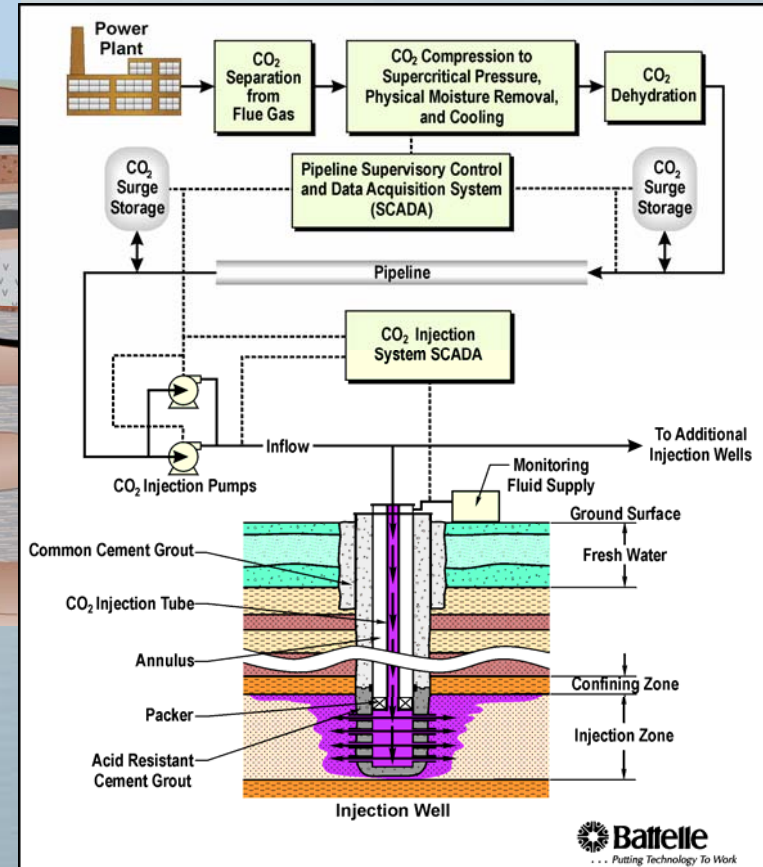 Power
Plant
CO₂
Separation
from
Flue Gas
CO₂ Compression to
Supercritical Pressure,
Physical Moisture Removal,
and Cooling
CO₂
Dehydration
CO₂
Surge
Storage
Pipeline Supervisory Control
and Data Acquisition System
(SCADA)
CO₂
Surge
Storage
Pipeline
CO₂ Injection
System SCADA
Inflow
To Additional
Injection Wells
CO₂ Injection Pumps
Monitoring
Fluid Supply
Ground Surface
Common Cement Grout
Fresh Water
CO₂ Injection Tube
Annulus
Confining Zone
Packer
Injection Zone
Acid Resistant
Cement Grout
Injection Well
Battelle
. . . Putting Technology To Work